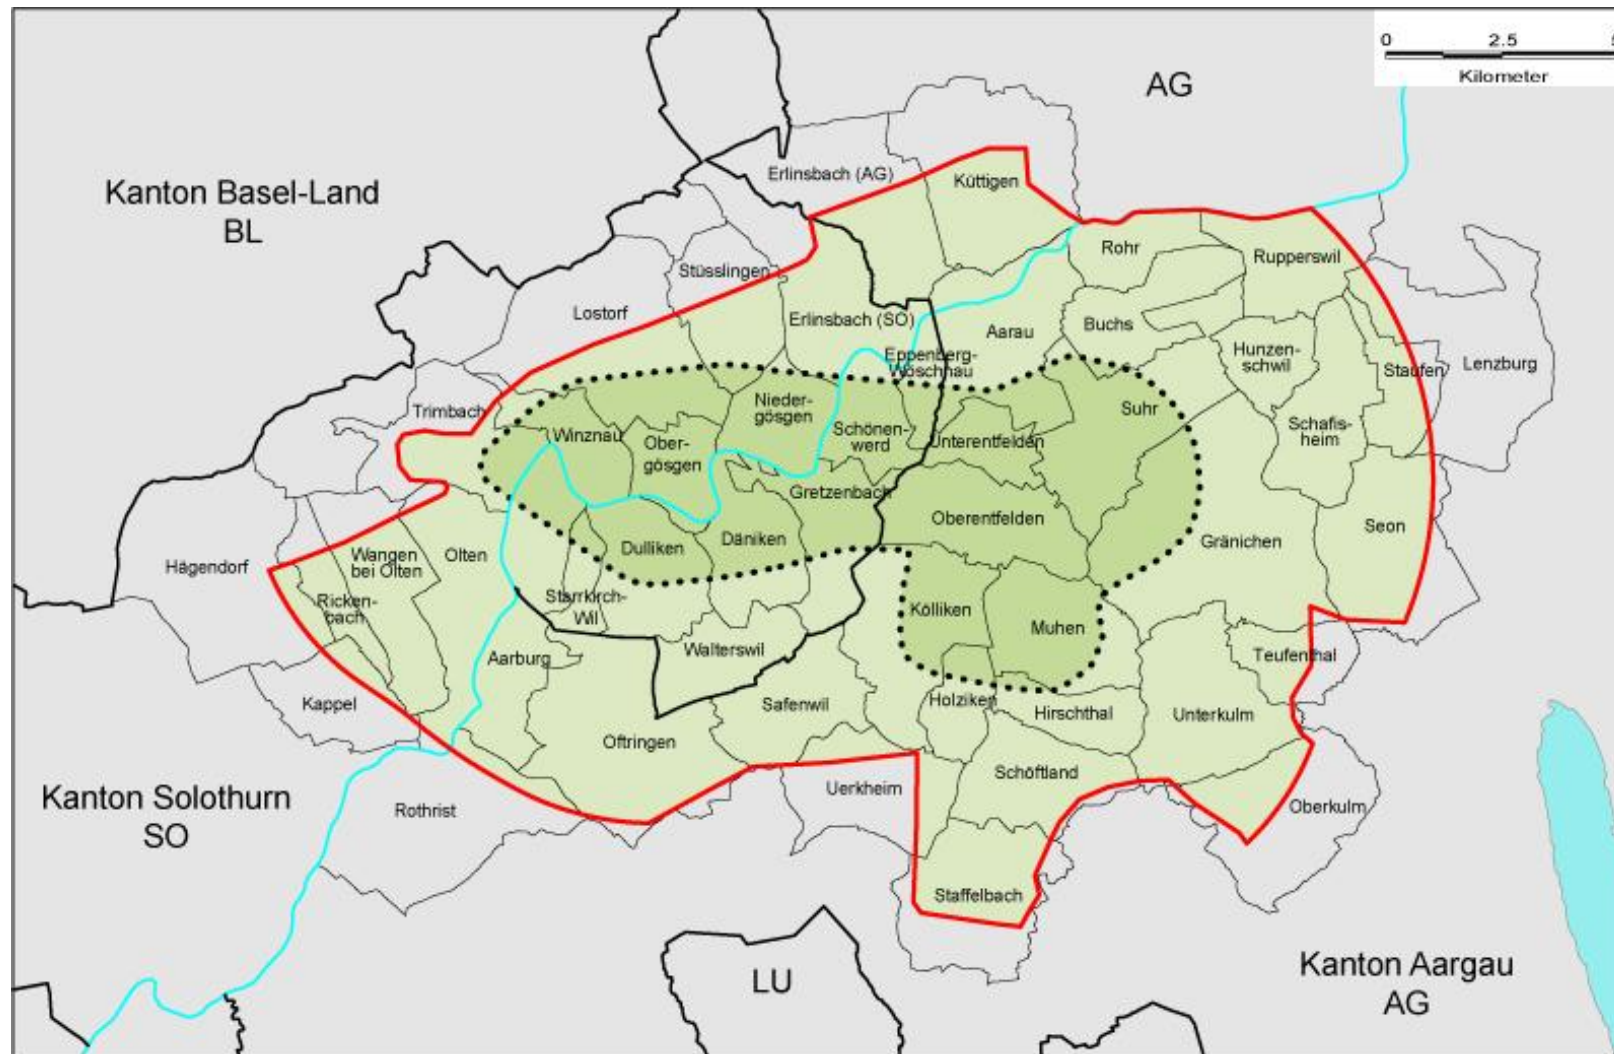 0 2.5
Kilometer
AG
Kanton Basel-Land
BL
Erlinsbach (AG)
Küttigen
Rohr
Rupperswil
Stüsslingen
Lostorf
Erlinsbach (SO)
Aarau
Buchs
Eppenberg-
Wöschnau
Hunzen-
schwil
Staufen
Lenzburg
Trimbach
Nieder-
gösgen
Suhr
Winznau
Ober-
gösgen
Schönen-
werd
Unterentfelden
Schafis-
heim
Gretzenbach
Oberentfelden
Seon
Hägendorf
Wangen
bei Olten
Olten
Dulliken
Däniken
Gränichen
Ricken-
bach
Starrkirch-
Wil
Kölliken
Muhen
Aarburg
Walterswil
Teufenthal
Kappel
Safenwil
Holziken
Hirschthal
Unterkulm
Oftringen
Schöftland
Kanton Solothurn
SO
Rothrist
Uerkheim
Oberkulm
Staffelbach
LU
Kanton Aargau
AG